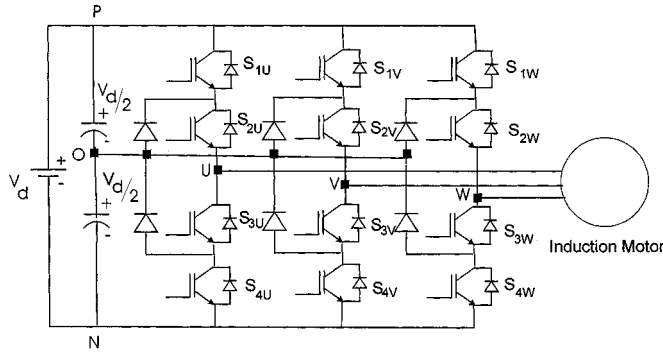 P
S1U
S1V
S1W
Vd/2
+
-
S2U
S2V
S2W
O
U
V
W
+
-
Vd
Vd/2
+
-
S3U
S3V
S3W
Induction Motor
S4U
S4V
S4W
N